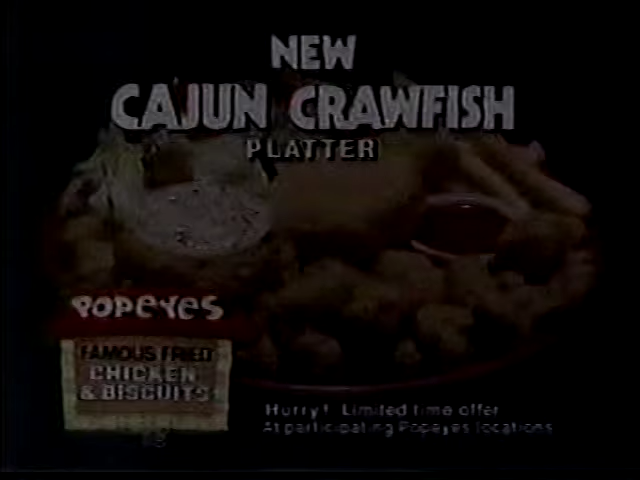 NEW
CAJUN CRAWFISH
PLATTER
POPEYES
FAMOUS FRIED
CHICKEN
& BISCUITS
Hurry! Limited time offer
At participating Popeyes locations